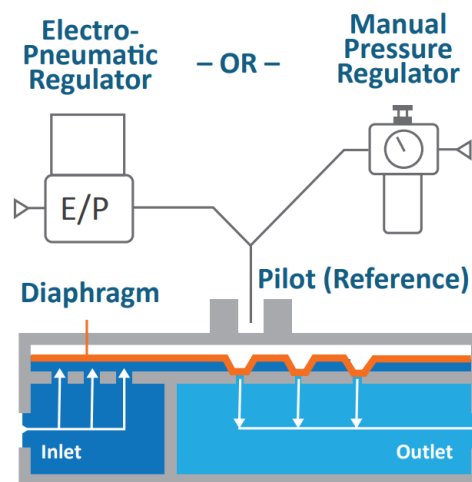 Electro-
Pneumatic
Regulator
– OR –
Manual
Pressure
Regulator
E/P
Pilot (Reference)
Diaphragm
Inlet
Outlet